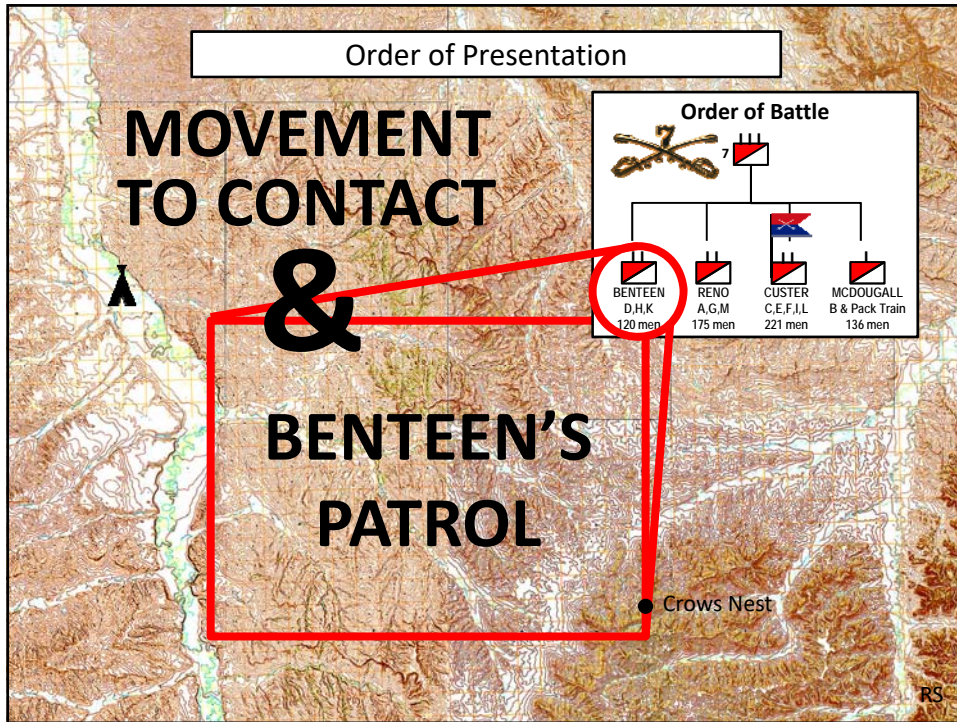 Order of Presentation
MOVEMENT
TO CONTACT
&
BENTEEN'S
PATROL
Order of Battle
7
7
BENTEEN
D,H,K
120 men
RENO
A,G,M
175 men
CUSTER
C,E,F,I,L
221 men
MCDOUGALL
B & Pack Train
136 men
Crows Nest
RS